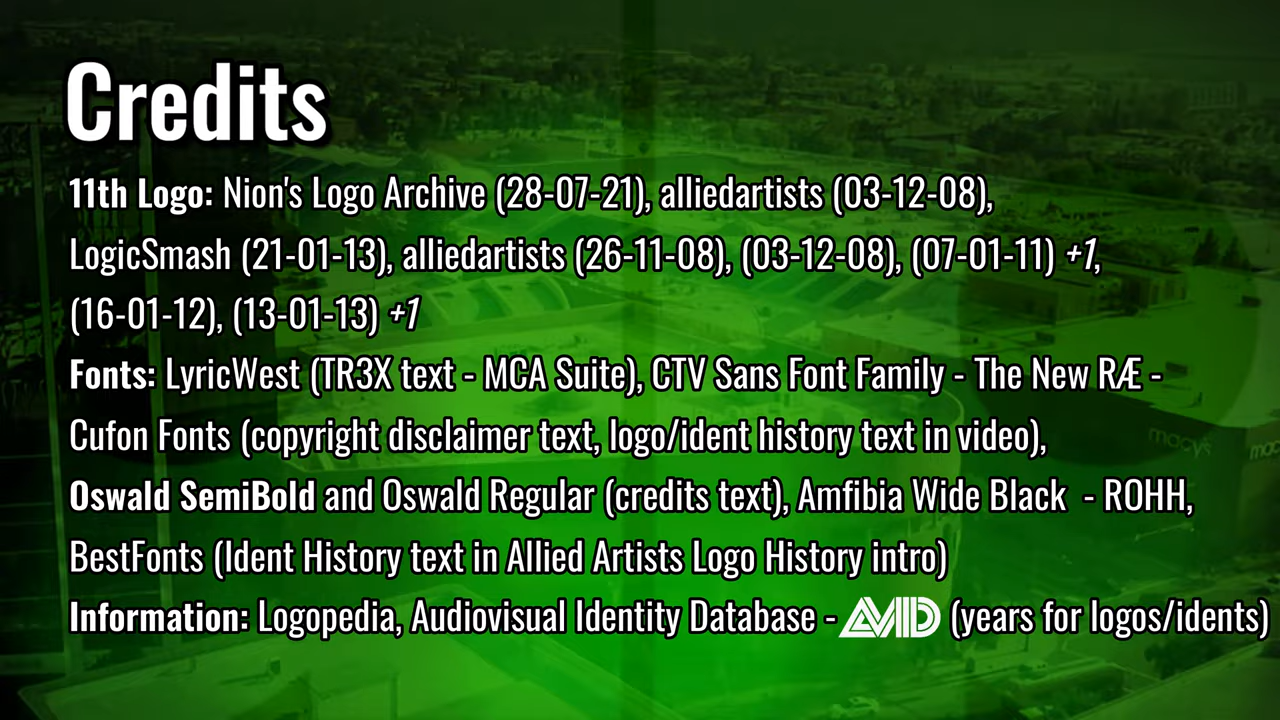 Credits
11th Logo: Nion's Logo Archive (28-07-21), alliedartists (03-12-08),
LogicSmash (21-01-13), alliedartists (26-11-08), (03-12-08), (07-01-11) +1,
(16-01-12), (13-01-13) +1
Fonts: LyricWest (TR3X text - MCA Suite), CTV Sans Font Family - The New RÆ -
Cufon Fonts (copyright disclaimer text, logo/ident history text in video),
macy's
macy's
Oswald SemiBold and Oswald Regular (credits text), Amfibia Wide Black - ROHH,
BestFonts (Ident History text in Allied Artists Logo History intro)
Information: Logopedia, Audiovisual Identity Database - AVID (years for logos/idents)